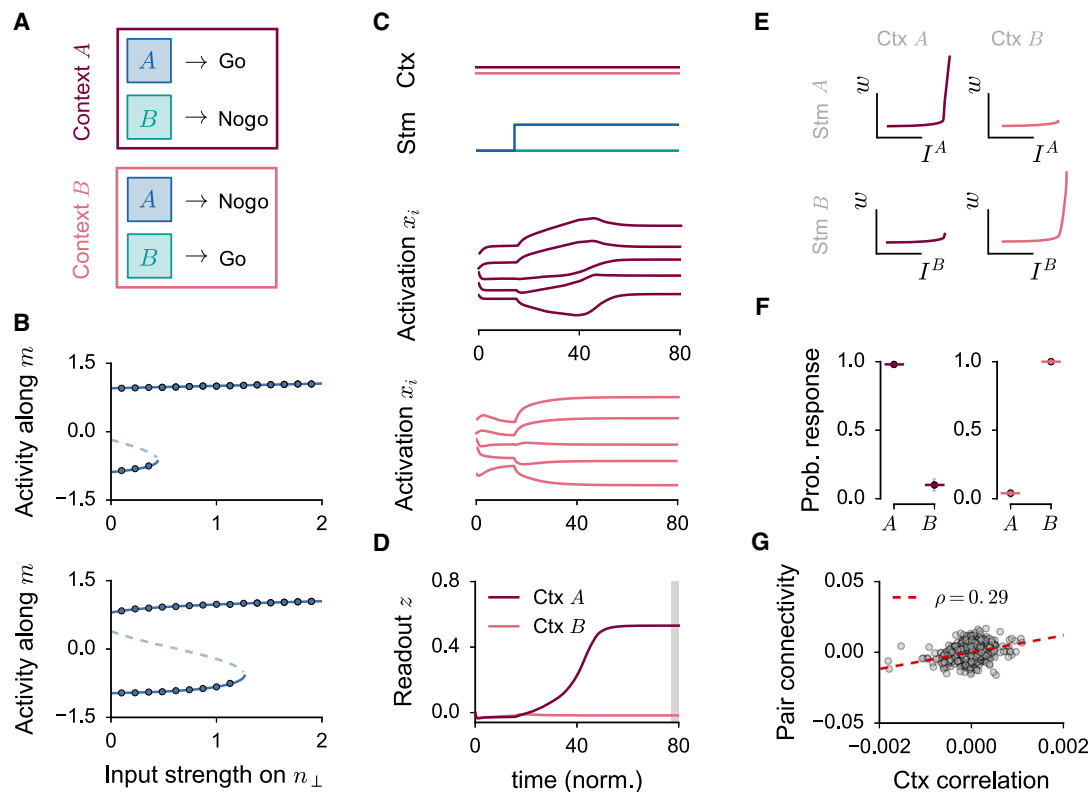 A
Context A
A → Go
B → Nogo
Context B
A → Nogo
B → Go
B
Activity along m
1.5
0.0
−1.5
0 1 2
Activity along m
1.5
0.0
−1.5
0 1 2
Input strength on n⊥
C
Ctx
Stm
Activation xᵢ
0 40 80
Activation xᵢ
0 40 80
D
Readout z
0.8
0.4
0.0
Ctx A
Ctx B
0 40 80
time (norm.)
E
Ctx A Ctx B
Stm A
w w
I^A I^A
Stm B
w w
I^B I^B
F
Prob. response
1.0 1.0
0.5 0.5
0.0 0.0
A B A B
G
Pair connectivity
0.05
0.00
−0.05
ρ = 0.29
−0.002 0.000 0.002
Ctx correlation